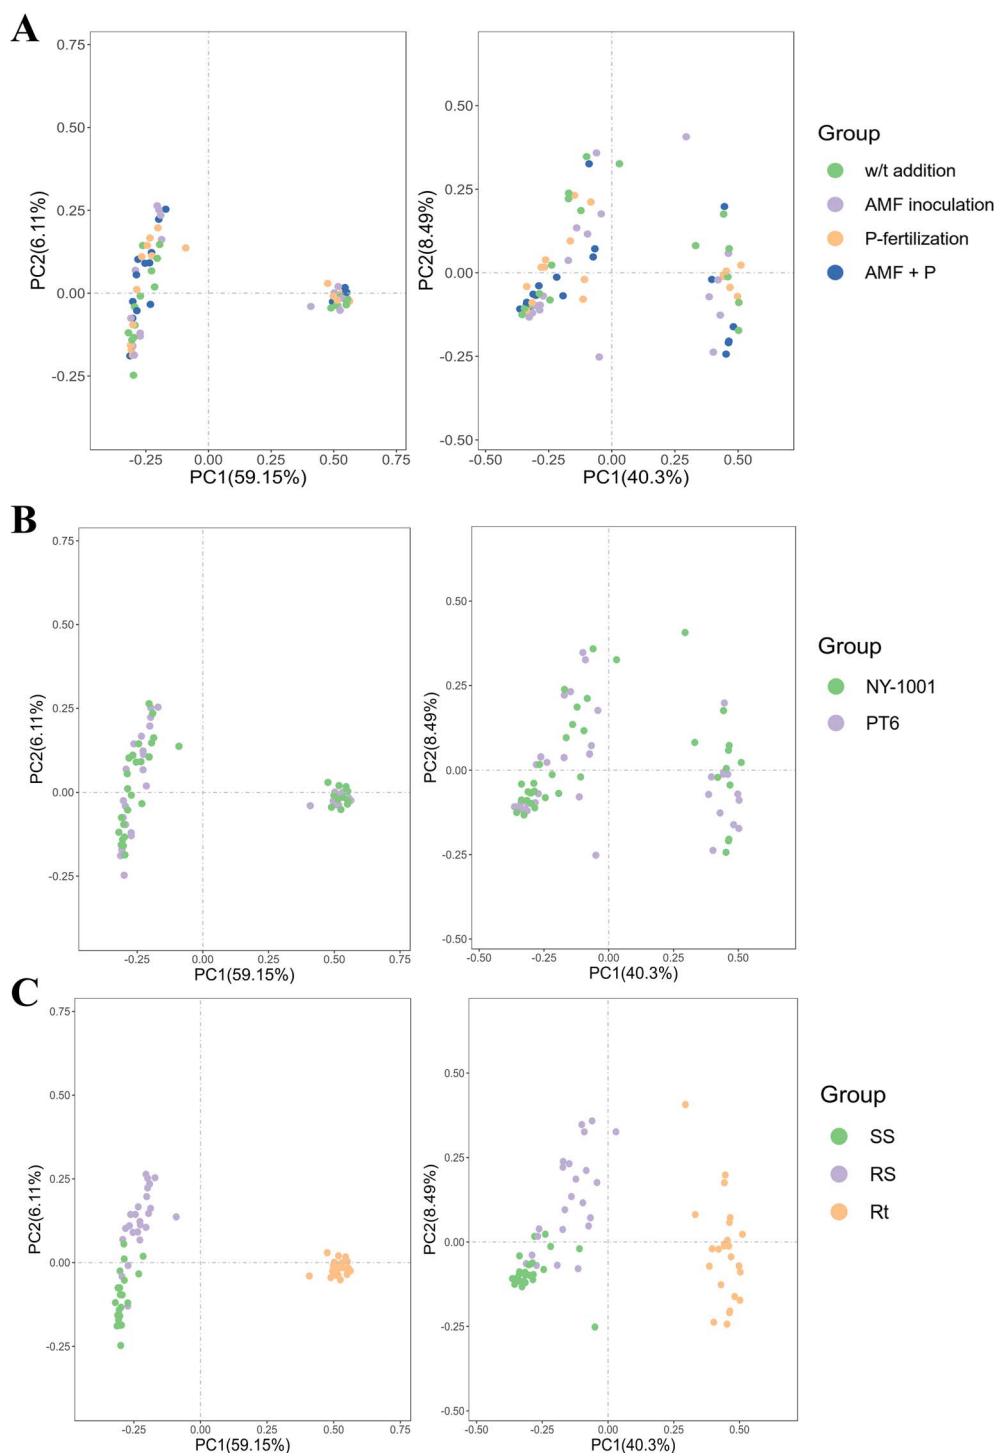 A
PC2(6.11%)
0.75
0.50
0.25
0.00
-0.25
-0.25 0.00 0.25 0.50 0.75
PC1(59.15%)
PC2(8.49%)
0.50
0.25
0.00
-0.25
-0.50
-0.50 -0.25 0.00 0.25 0.50
PC1(40.3%)
Group
w/t addition
AMF inoculation
P-fertilization
AMF + P
B
PC2(6.11%)
0.75
0.50
0.25
0.00
-0.25
-0.25 0.00 0.25 0.50 0.75
PC1(59.15%)
PC2(8.49%)
0.50
0.25
0.00
-0.25
-0.50
-0.50 -0.25 0.00 0.25 0.50
PC1(40.3%)
Group
NY-1001
PT6
C
PC2(6.11%)
0.75
0.50
0.25
0.00
-0.25
-0.25 0.00 0.25 0.50 0.75
PC1(59.15%)
PC2(8.49%)
0.50
0.25
0.00
-0.25
-0.50
-0.50 -0.25 0.00 0.25 0.50
PC1(40.3%)
Group
SS
RS
Rt